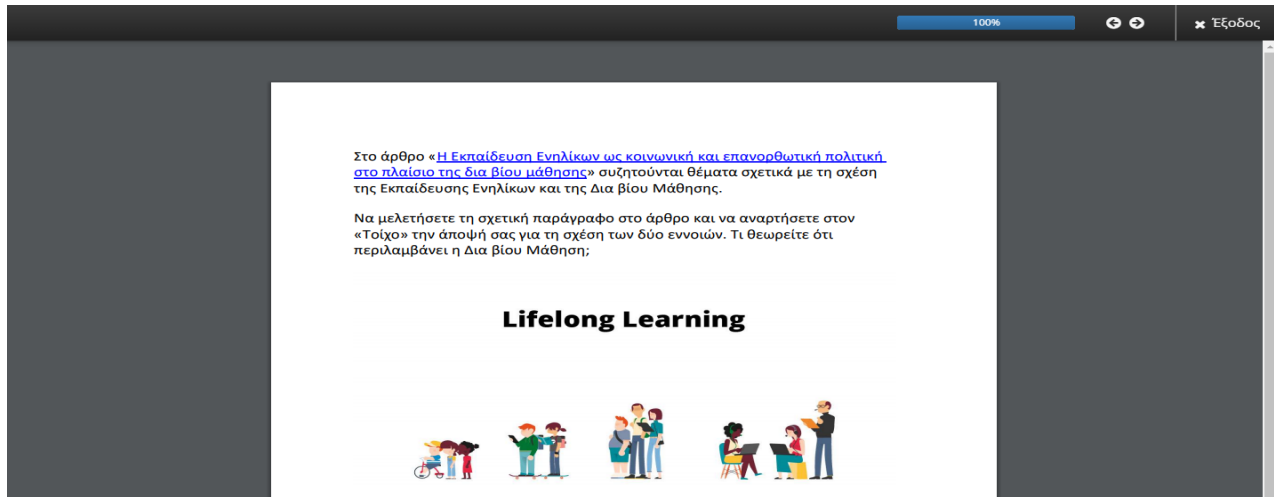 100%
Έξοδος
Στο άρθρο «Η Εκπαίδευση Ενηλίκων ως κοινωνική και επανορθωτική πολιτική
στο πλαίσιο της δια βίου μάθησης» συζητούνται θέματα σχετικά με τη σχέση
της Εκπαίδευσης Ενηλίκων και της Δια βίου Μάθησης.
Να μελετήσετε τη σχετική παράγραφο στο άρθρο και να αναρτήσετε στον
«Τοίχο» την άποψή σας για τη σχέση των δύο εννοιών. Τι θεωρείτε ότι
περιλαμβάνει η Δια βίου Μάθηση;
Lifelong Learning